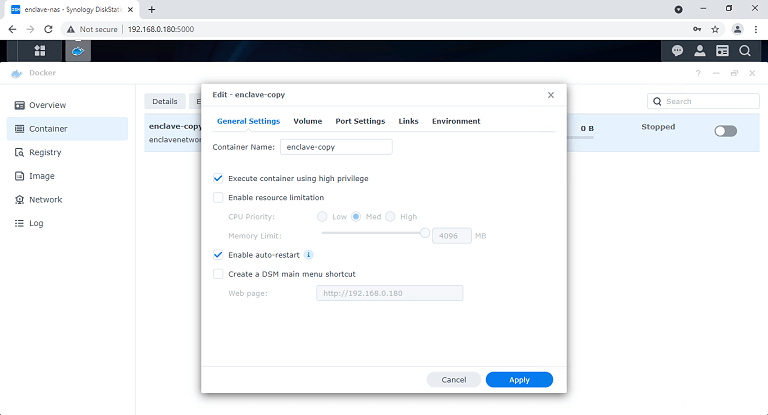 enclave-nas - Synology DiskStati
Not secure 192.168.0.180:5000
Docker
Overview
Container
Registry
Image
Network
Log
Details
E
Search
enclave-copy
enclavenetwor
0 B
Stopped
Edit - enclave-copy
General Settings Volume Port Settings Links Environment
Container Name: enclave-copy
Execute container using high privilege
Enable resource limitation
CPU Priority: Low Med High
Memory Limit: 4096 MB
Enable auto-restart
Create a DSM main menu shortcut
Web page: http://192.168.0.180
Cancel Apply